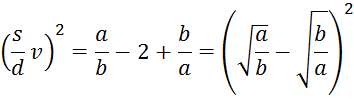 (s/d v)² = a/b − 2 + b/a = (√(a/b) − √(b/a))²